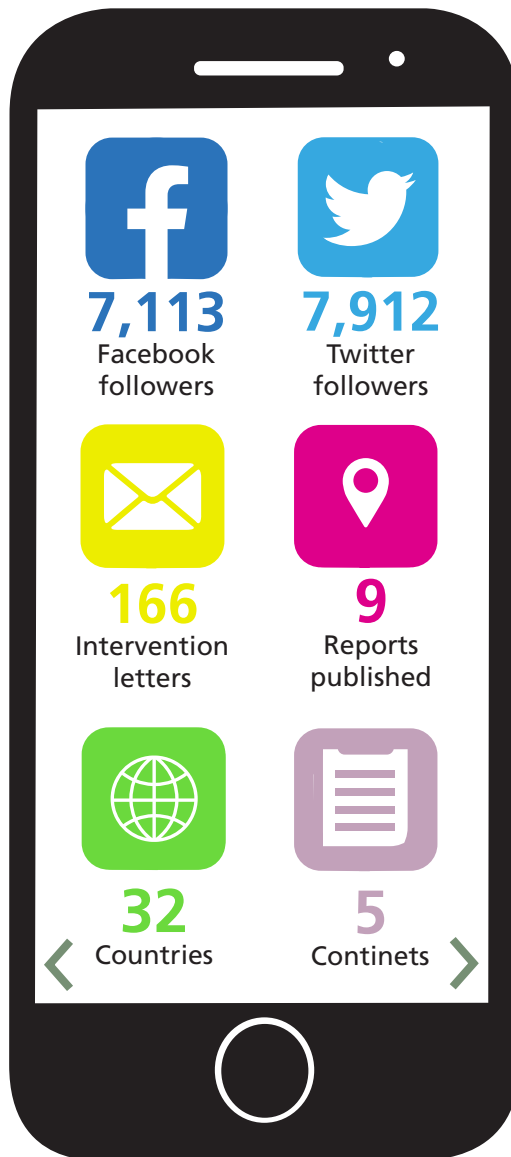 7,113
Facebook
followers
7,912
Twitter
followers
166
Intervention
letters
9
Reports
published
32
Countries
5
Continets